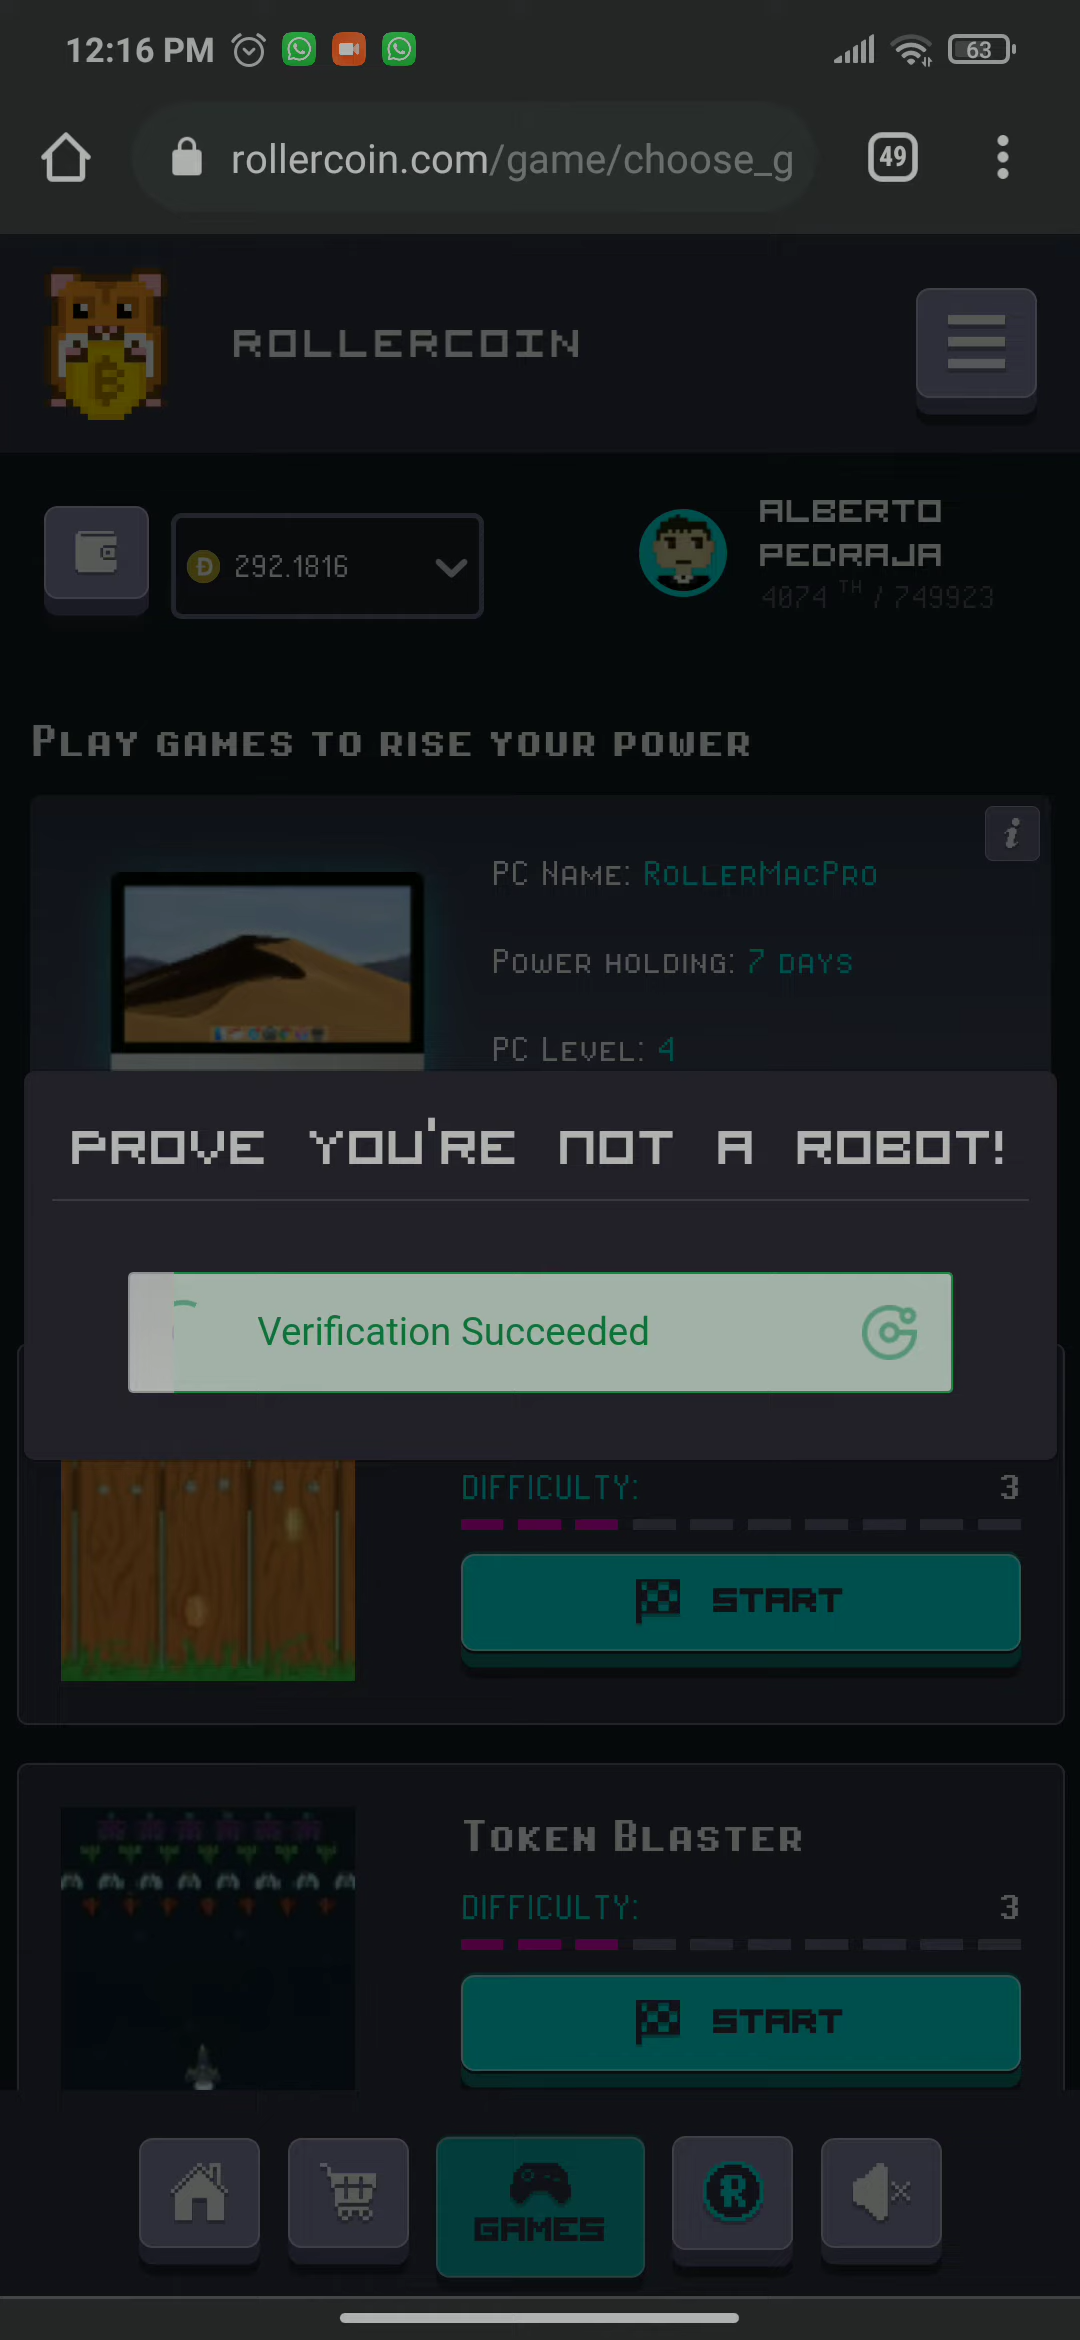 12:16 PM
63
rollercoin.com/game/choose_g
49
ROLLERCOIN
292.1816
ALBERTO
PEDRAJA
4074 TH / 749923
PLAY GAMES TO RISE YOUR POWER
PC NAME: ROLLERMACPRO
POWER HOLDING: 7 DAYS
PC LEVEL: 4
PROVE YOU'RE NOT A ROBOT!
Verification Succeeded
DIFFICULTY: 3
START
TOKEN BLASTER
DIFFICULTY: 3
START
GAMES